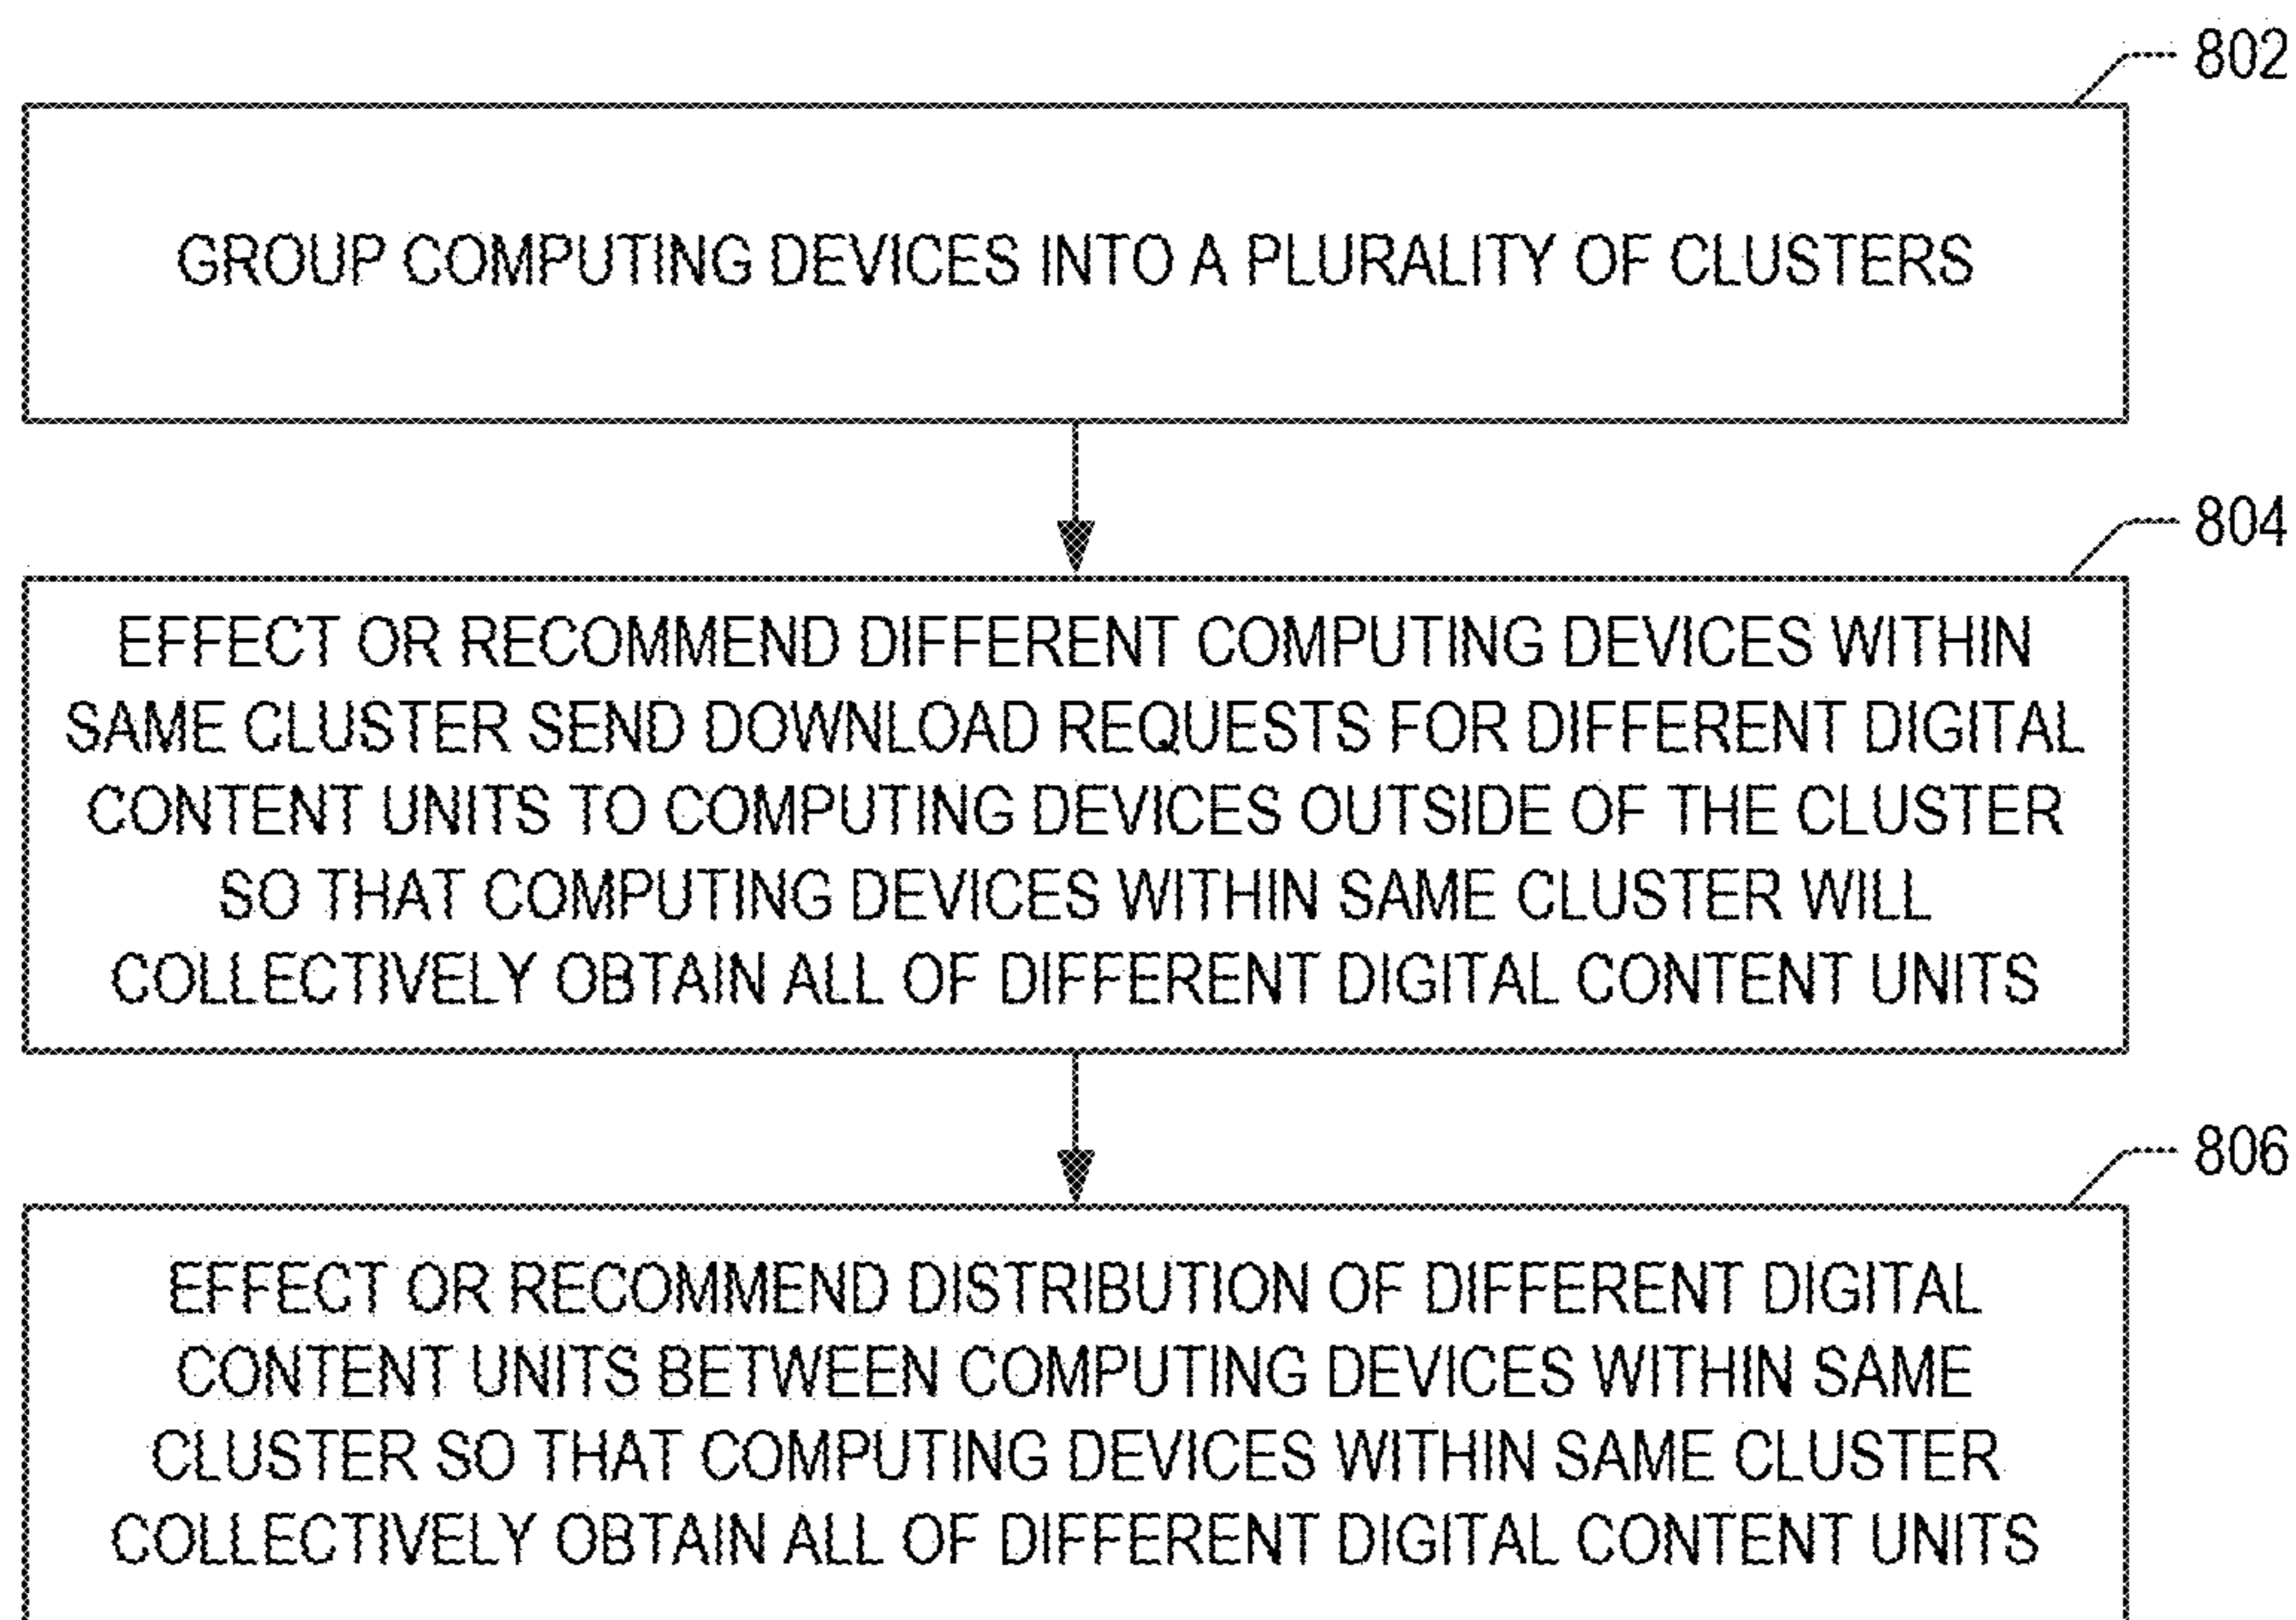 802
GROUP COMPUTING DEVICES INTO A PLURALITY OF CLUSTERS
804
EFFECT OR RECOMMEND DIFFERENT COMPUTING DEVICES WITHIN
SAME CLUSTER SEND DOWNLOAD REQUESTS FOR DIFFERENT DIGITAL
CONTENT UNITS TO COMPUTING DEVICES OUTSIDE OF THE CLUSTER
SO THAT COMPUTING DEVICES WITHIN SAME CLUSTER WILL
COLLECTIVELY OBTAIN ALL OF DIFFERENT DIGITAL CONTENT UNITS
806
EFFECT OR RECOMMEND DISTRIBUTION OF DIFFERENT DIGITAL
CONTENT UNITS BETWEEN COMPUTING DEVICES WITHIN SAME
CLUSTER SO THAT COMPUTING DEVICES WITHIN SAME CLUSTER
COLLECTIVELY OBTAIN ALL OF DIFFERENT DIGITAL CONTENT UNITS